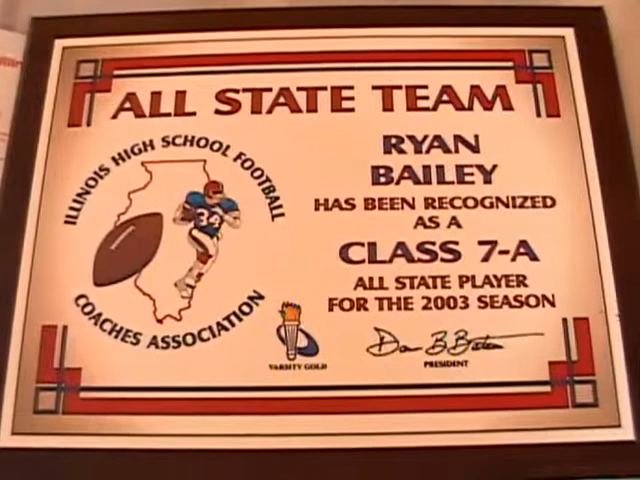 ALL STATE TEAM
ILLINOIS HIGH SCHOOL FOOTBALL
COACHES ASSOCIATION
34
RYAN
BAILEY
HAS BEEN RECOGNIZED
AS A
CLASS 7-A
ALL STATE PLAYER
FOR THE 2003 SEASON
VARSITY GOLD
PRESIDENT